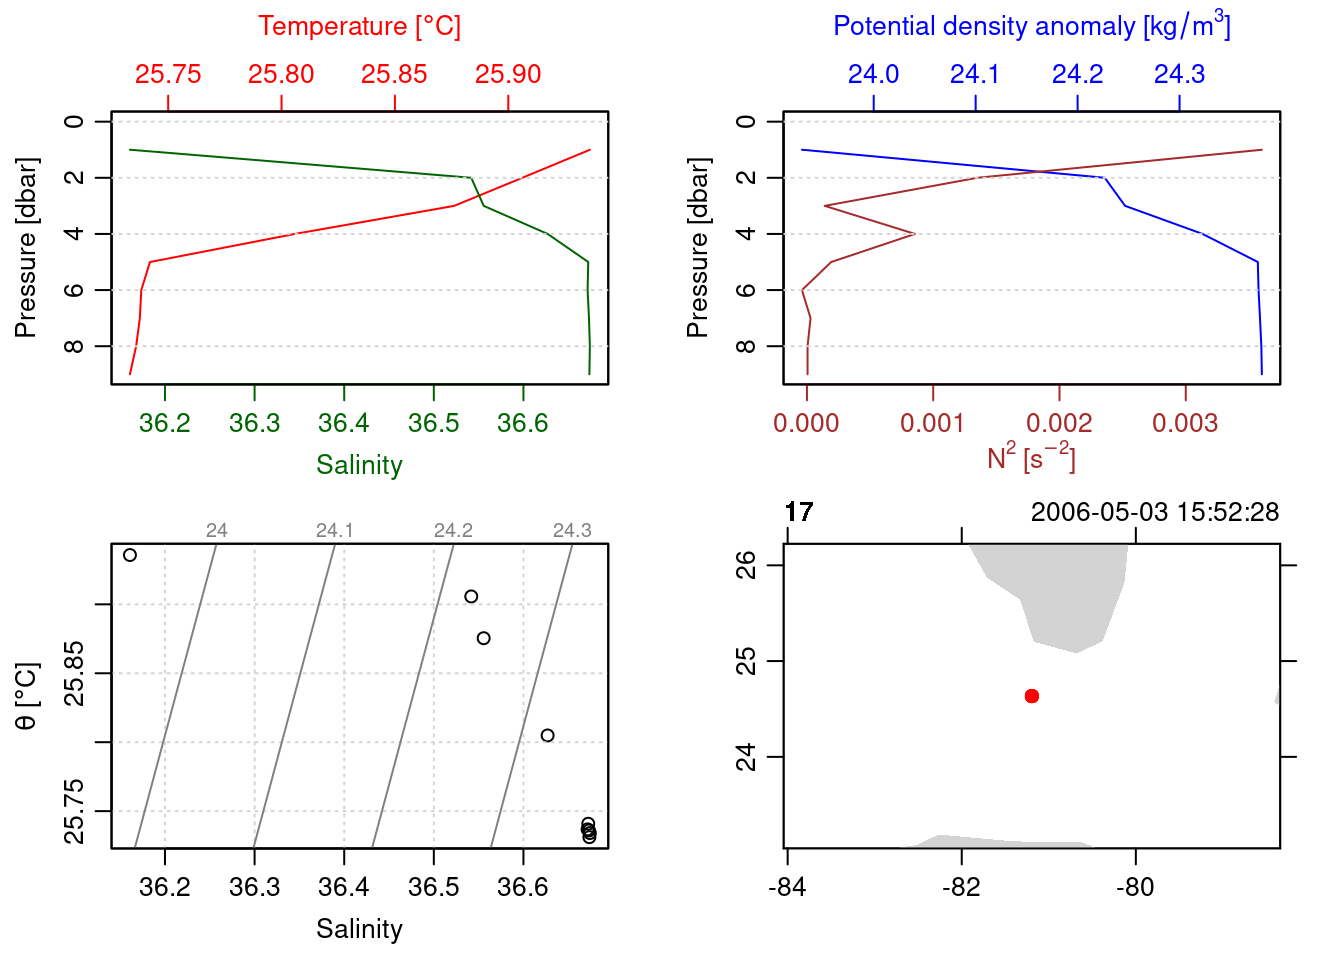 Temperature [°C]
25.75 25.80 25.85 25.90
0
2
4
6
8
Pressure [dbar]
36.2 36.3 36.4 36.5 36.6
Salinity
Potential density anomaly [kg/m³]
24.0 24.1 24.2 24.3
0
2
4
6
8
Pressure [dbar]
0.000 0.001 0.002 0.003
N² [s⁻²]
24 24.1 24.2 24.3
25.85
25.75
θ [°C]
36.2 36.3 36.4 36.5 36.6
Salinity
17 2006-05-03 15:52:28
26
25
24
-84 -82 -80